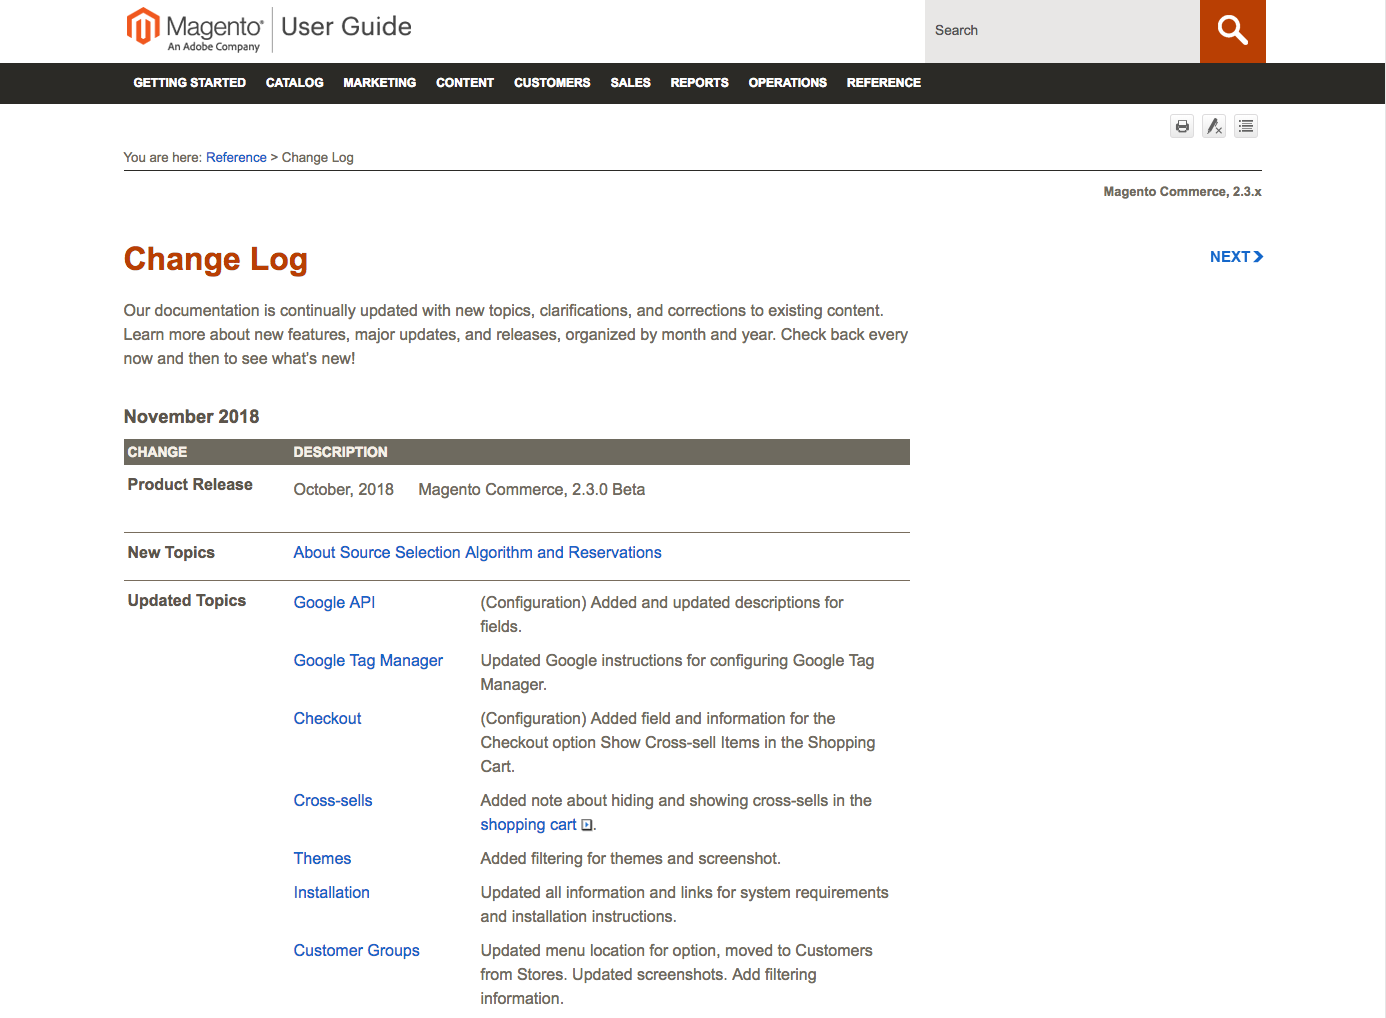 Magento®
An Adobe Company
User Guide
Search
GETTING STARTED CATALOG MARKETING CONTENT CUSTOMERS SALES REPORTS OPERATIONS REFERENCE
You are here: Reference > Change Log
Magento Commerce, 2.3.x
Change Log
NEXT
Our documentation is continually updated with new topics, clarifications, and corrections to existing content.
Learn more about new features, major updates, and releases, organized by month and year. Check back every
now and then to see what's new!
November 2018
CHANGE DESCRIPTION
Product Release October, 2018 Magento Commerce, 2.3.0 Beta
New Topics About Source Selection Algorithm and Reservations
Updated Topics Google API (Configuration) Added and updated descriptions for
fields.
Google Tag Manager Updated Google instructions for configuring Google Tag
Manager.
Checkout (Configuration) Added field and information for the
Checkout option Show Cross-sell Items in the Shopping
Cart.
Cross-sells Added note about hiding and showing cross-sells in the
shopping cart.
Themes Added filtering for themes and screenshot.
Installation Updated all information and links for system requirements
and installation instructions.
Customer Groups Updated menu location for option, moved to Customers
from Stores. Updated screenshots. Add filtering
information.